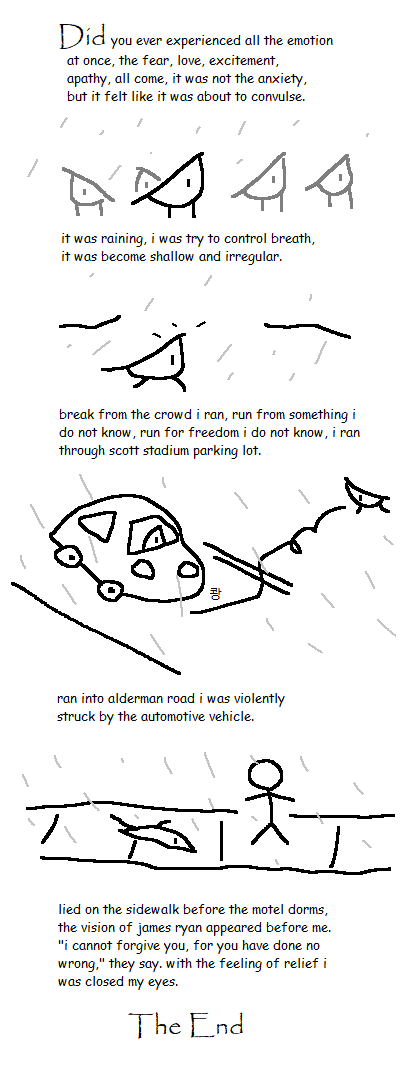 Did you ever experienced all the emotion
at once, the fear, love, excitement,
apathy, all come, it was not the anxiety,
but it felt like it was about to convulse.
it was raining, i was try to control breath,
it was become shallow and irregular.
break from the crowd i ran, run from something i
do not know, run for freedom i do not know, i ran
through scott stadium parking lot.
쾅
ran into alderman road i was violently
struck by the automotive vehicle.
lied on the sidewalk before the motel dorms,
the vision of james ryan appeared before me.
"i cannot forgive you, for you have done no
wrong," they say. with the feeling of relief i
was closed my eyes.
The End